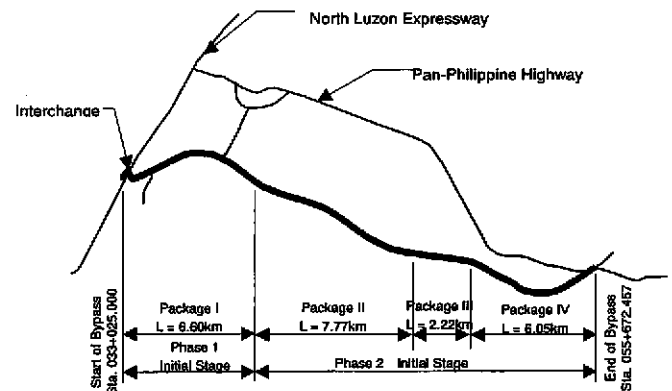 North Luzon Expressway
Pan-Philippine Highway
Interchange
Start of Bypass
Sta. 033+025.000
Package I
L = 6.60km
Package II
L = 7.77km
Package III
L = 2.22km
Package IV
L = 6.05km
Phase 1
Initial Stage
Phase 2 Initial Stage
End of Bypass
Sta. 055+672.457